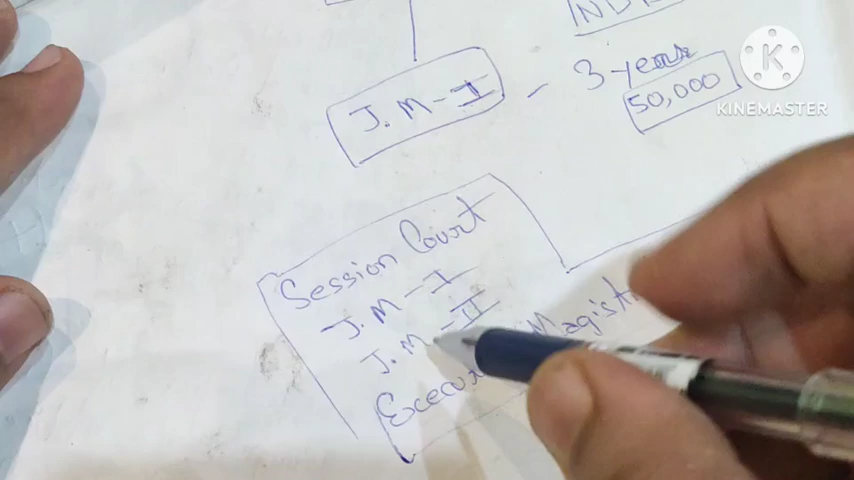 J.M-I - 3 years
50,000
KINEMASTER
Session Court
J.M-I
J.M-II